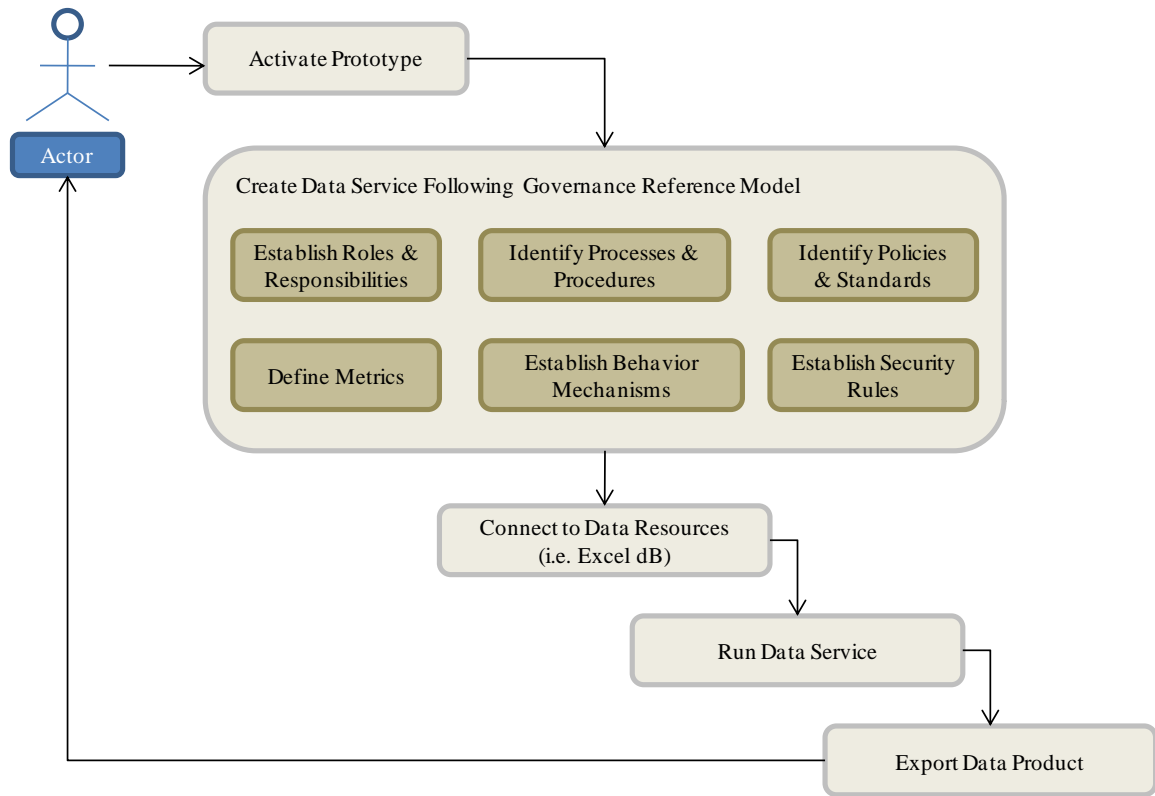 Activate Prototype
Actor
Create Data Service Following Governance Reference Model
Establish Roles &
Responsibilities
Identify Processes &
Procedures
Identify Policies
& Standards
Define Metrics
Establish Behavior
Mechanisms
Establish Security
Rules
Connect to Data Resources
(i.e. Excel dB)
Run Data Service
Export Data Product